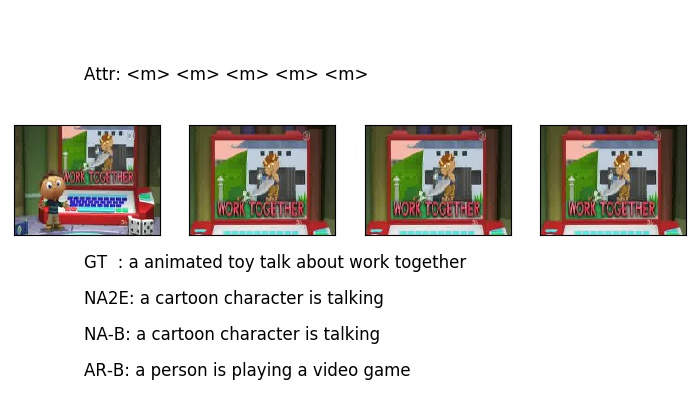 Attr: <m> <m> <m> <m> <m>
WORK TOGETHER WORK TOGETHER WORK TOGETHER WORK TOGETHER
GT : a animated toy talk about work together
NA2E: a cartoon character is talking
NA-B: a cartoon character is talking
AR-B: a person is playing a video game